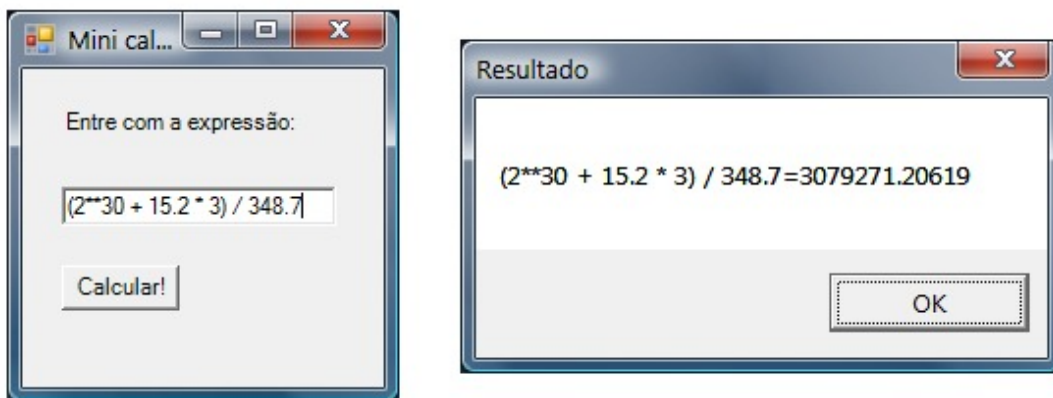 Mini cal...
Entre com a expressão:
(2**30 + 15.2 * 3) / 348.7
Calcular!
Resultado
(2**30 + 15.2 * 3) / 348.7=3079271.20619
OK